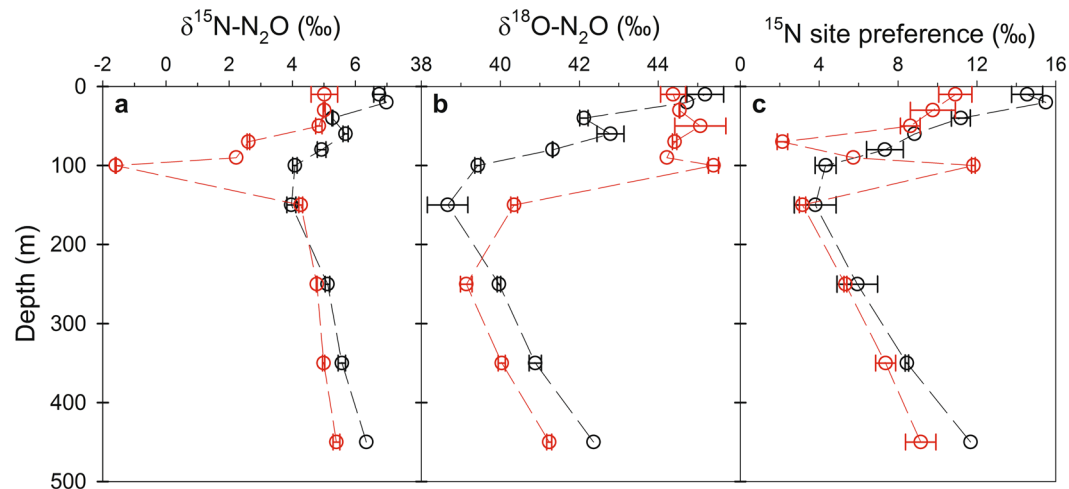 δ¹⁵N-N₂O (‰)
δ¹⁸O-N₂O (‰)
¹⁵N site preference (‰)
-2 0 2 4 6 38 40 42 44 46 0 4 8 12 16
a b c
0
100
200
300
400
500
Depth (m)